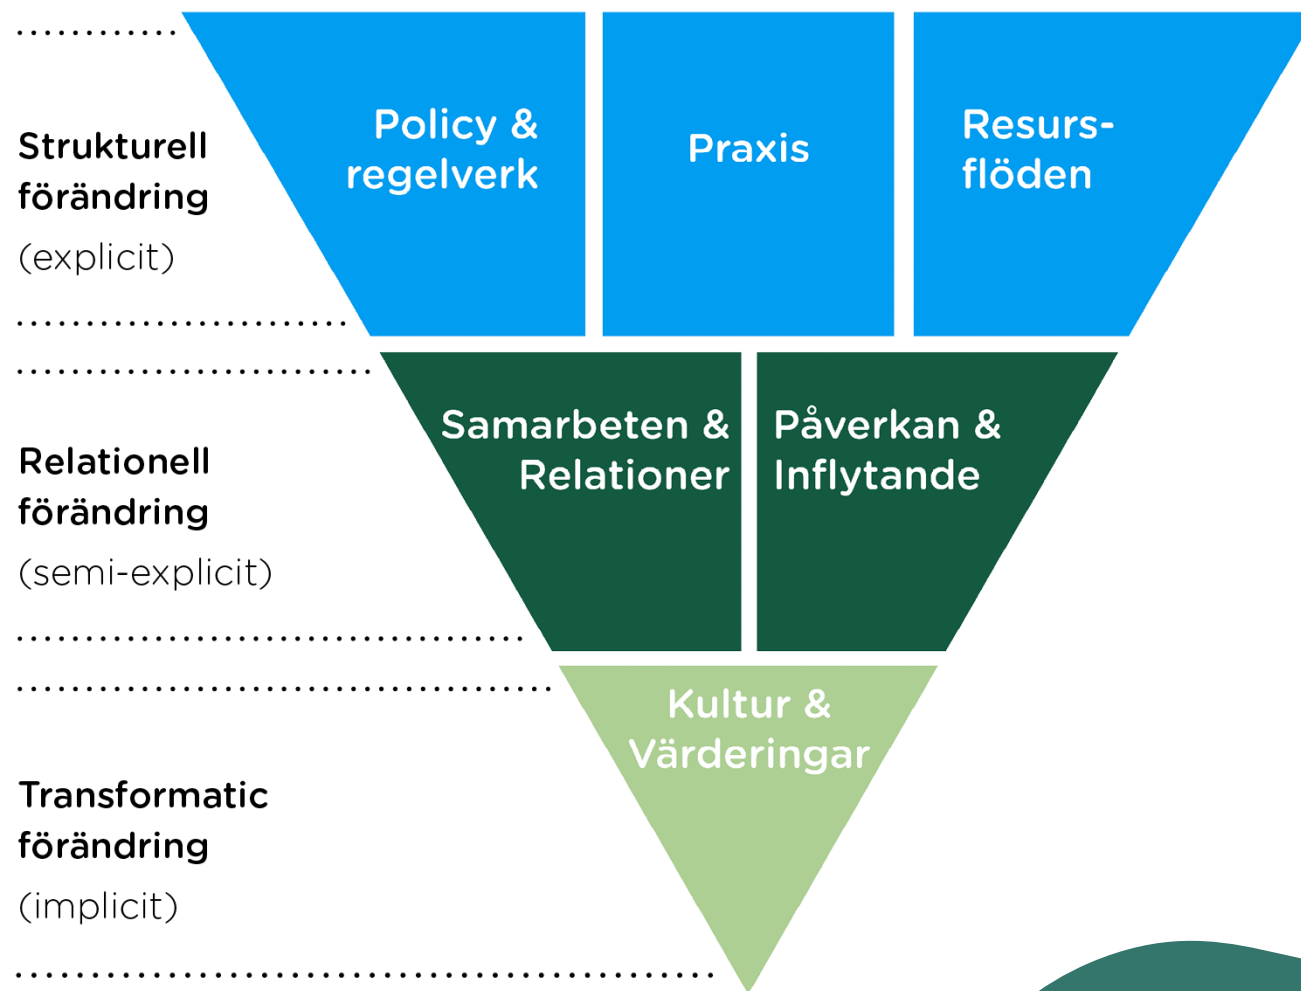 Strukturell
förändring
(explicit)
Policy &
regelverk
Praxis
Resurs-
flöden
Relationell
förändring
(semi-explicit)
Samarbeten &
Relationer
Påverkan &
Inflytande
Transformatic
förändring
(implicit)
Kultur &
Värderingar